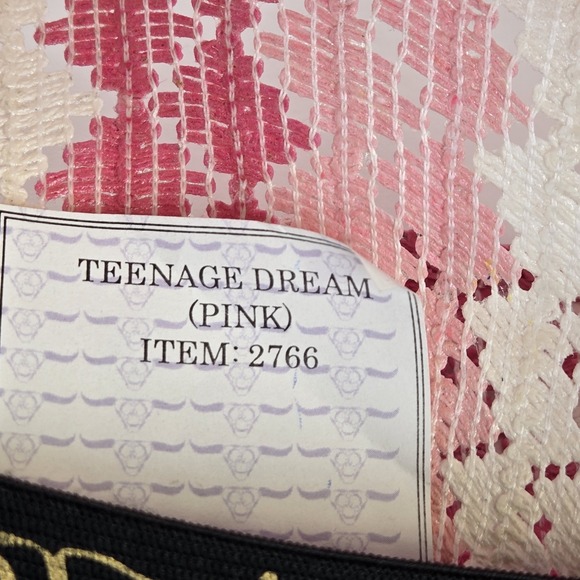 TEENAGE DREAM
(PINK)
ITEM: 2766